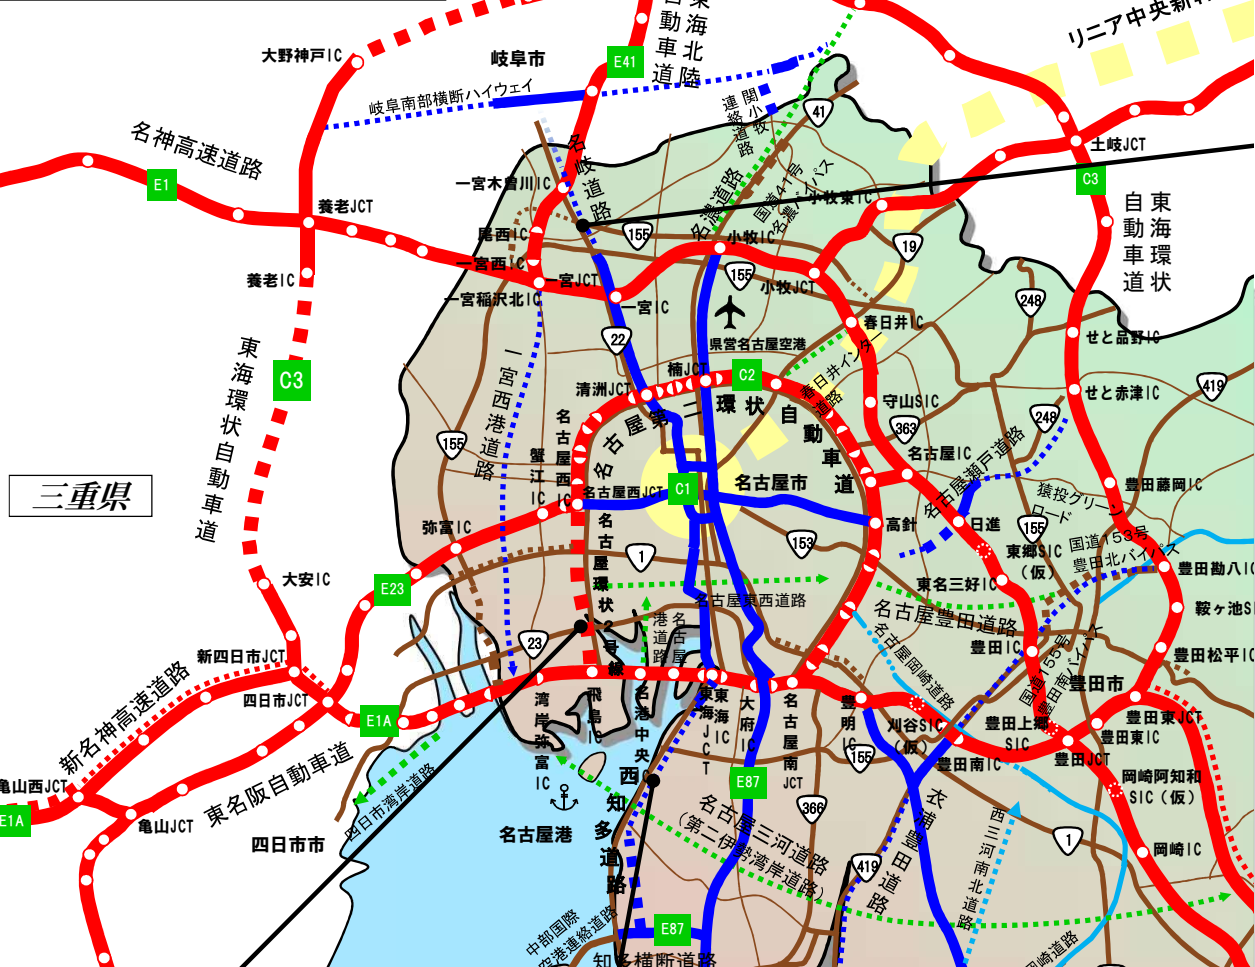 大野神戸IC
岐阜市
E41
東海北陸
自動車道
リニア中央新幹
岐阜南部横断ハイウェイ
関小牧
連絡道路
41
名神高速道路
E1
名岐道路
土岐JCT
C3
東海環状
自動車道
一宮木曽川IC
養老JCT
尾西IC
155
名濃道路
国道41号
名濃バイパス
小牧東IC
小牧IC
19
一宮西IC
養老IC
一宮JCT
155
小牧JCT
一宮稲沢北IC
一宮IC
248
22
県営名古屋空港
春日井IC
せと品野IC
東海環状自動車道
C3
一宮西港道路
楠JCT
C2
春日井インター
道路
清洲JCT
名古屋第二環状自動車道
守山SIC
せと赤津IC
419
248
363
155
名古屋西IC
蟹江IC
名古屋西JCT
C1
名古屋市
名古屋IC
名古屋瀬戸道路
三重県
豊田藤岡IC
猿投グリーン
ロード
弥富IC
名古屋環状2号線
高針
日進
155
153
1
東郷SIC
(仮)
国道153号
豊田北バイパス
豊田勘八IC
大安IC
E23
東名三好IC
名古屋東西道路
名古屋豊田道路
鞍ヶ池S
23
名古屋
港道路
名古屋岡崎道路
豊田IC
国道155号
豊田南バイパス
豊田松平IC
新四日市JCT
新名神高速道路
四日市JCT
E1A
豊田市
湾岸弥富IC
飛島IC
名港中央IC
東海JCT
東海IC
大府IC
名古屋南JCT
豊明IC
刈谷SIC
(仮)
豊田上郷
SIC
豊田東JCT
豊田東IC
豊田JCT
155
豊田南IC
亀山西JCT
E1A
東名阪自動車道
亀山JCT
四日市湾岸道路
四日市市
名古屋港
西知多道路
E87
名古屋三河道路
(第二伊勢湾岸道路)
366
衣浦豊田道路
419
西三河南北道路
岡崎阿知和
SIC(仮)
1
岡崎IC
中部国際
空港連絡道路
E87
知多横断道路
岡崎道路